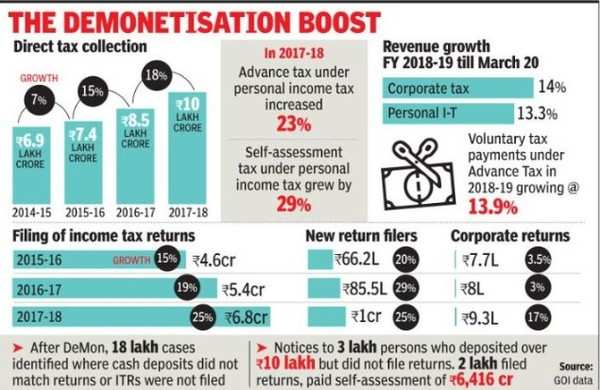 THE DEMONETISATION BOOST
Direct tax collection
GROWTH
7%
15%
18%
₹6.9
LAKH
CRORE
₹7.4
LAKH
CRORE
₹8.5
LAKH
CRORE
₹10
LAKH
CRORE
2014-15 2015-16 2016-17 2017-18
In 2017-18
Advance tax under
personal income tax
increased
23%
Self-assessment
tax under personal
income tax grew by
29%
Revenue growth
FY 2018-19 till March 20
Corporate tax 14%
Personal I-T 13.3%
Voluntary tax
payments under
Advance Tax in
2018-19 growing @
13.9%
Filing of income tax returns
2015-16 GROWTH 15% ₹4.6cr
2016-17 19% ₹5.4cr
2017-18 25% ₹6.8cr
New return filers
₹66.2L 20%
₹85.5L 29%
₹1cr 25%
Corporate returns
₹7.7L 3.5%
₹8L 3%
₹9.3L 17%
➤ After DeMon, 18 lakh cases
identified where cash deposits did not
match returns or ITRs were not filed
➤ Notices to 3 lakh persons who deposited over
₹10 lakh but did not file returns. 2 lakh filed
returns, paid self-assessment of ₹6,416 cr
Source:
GOI data